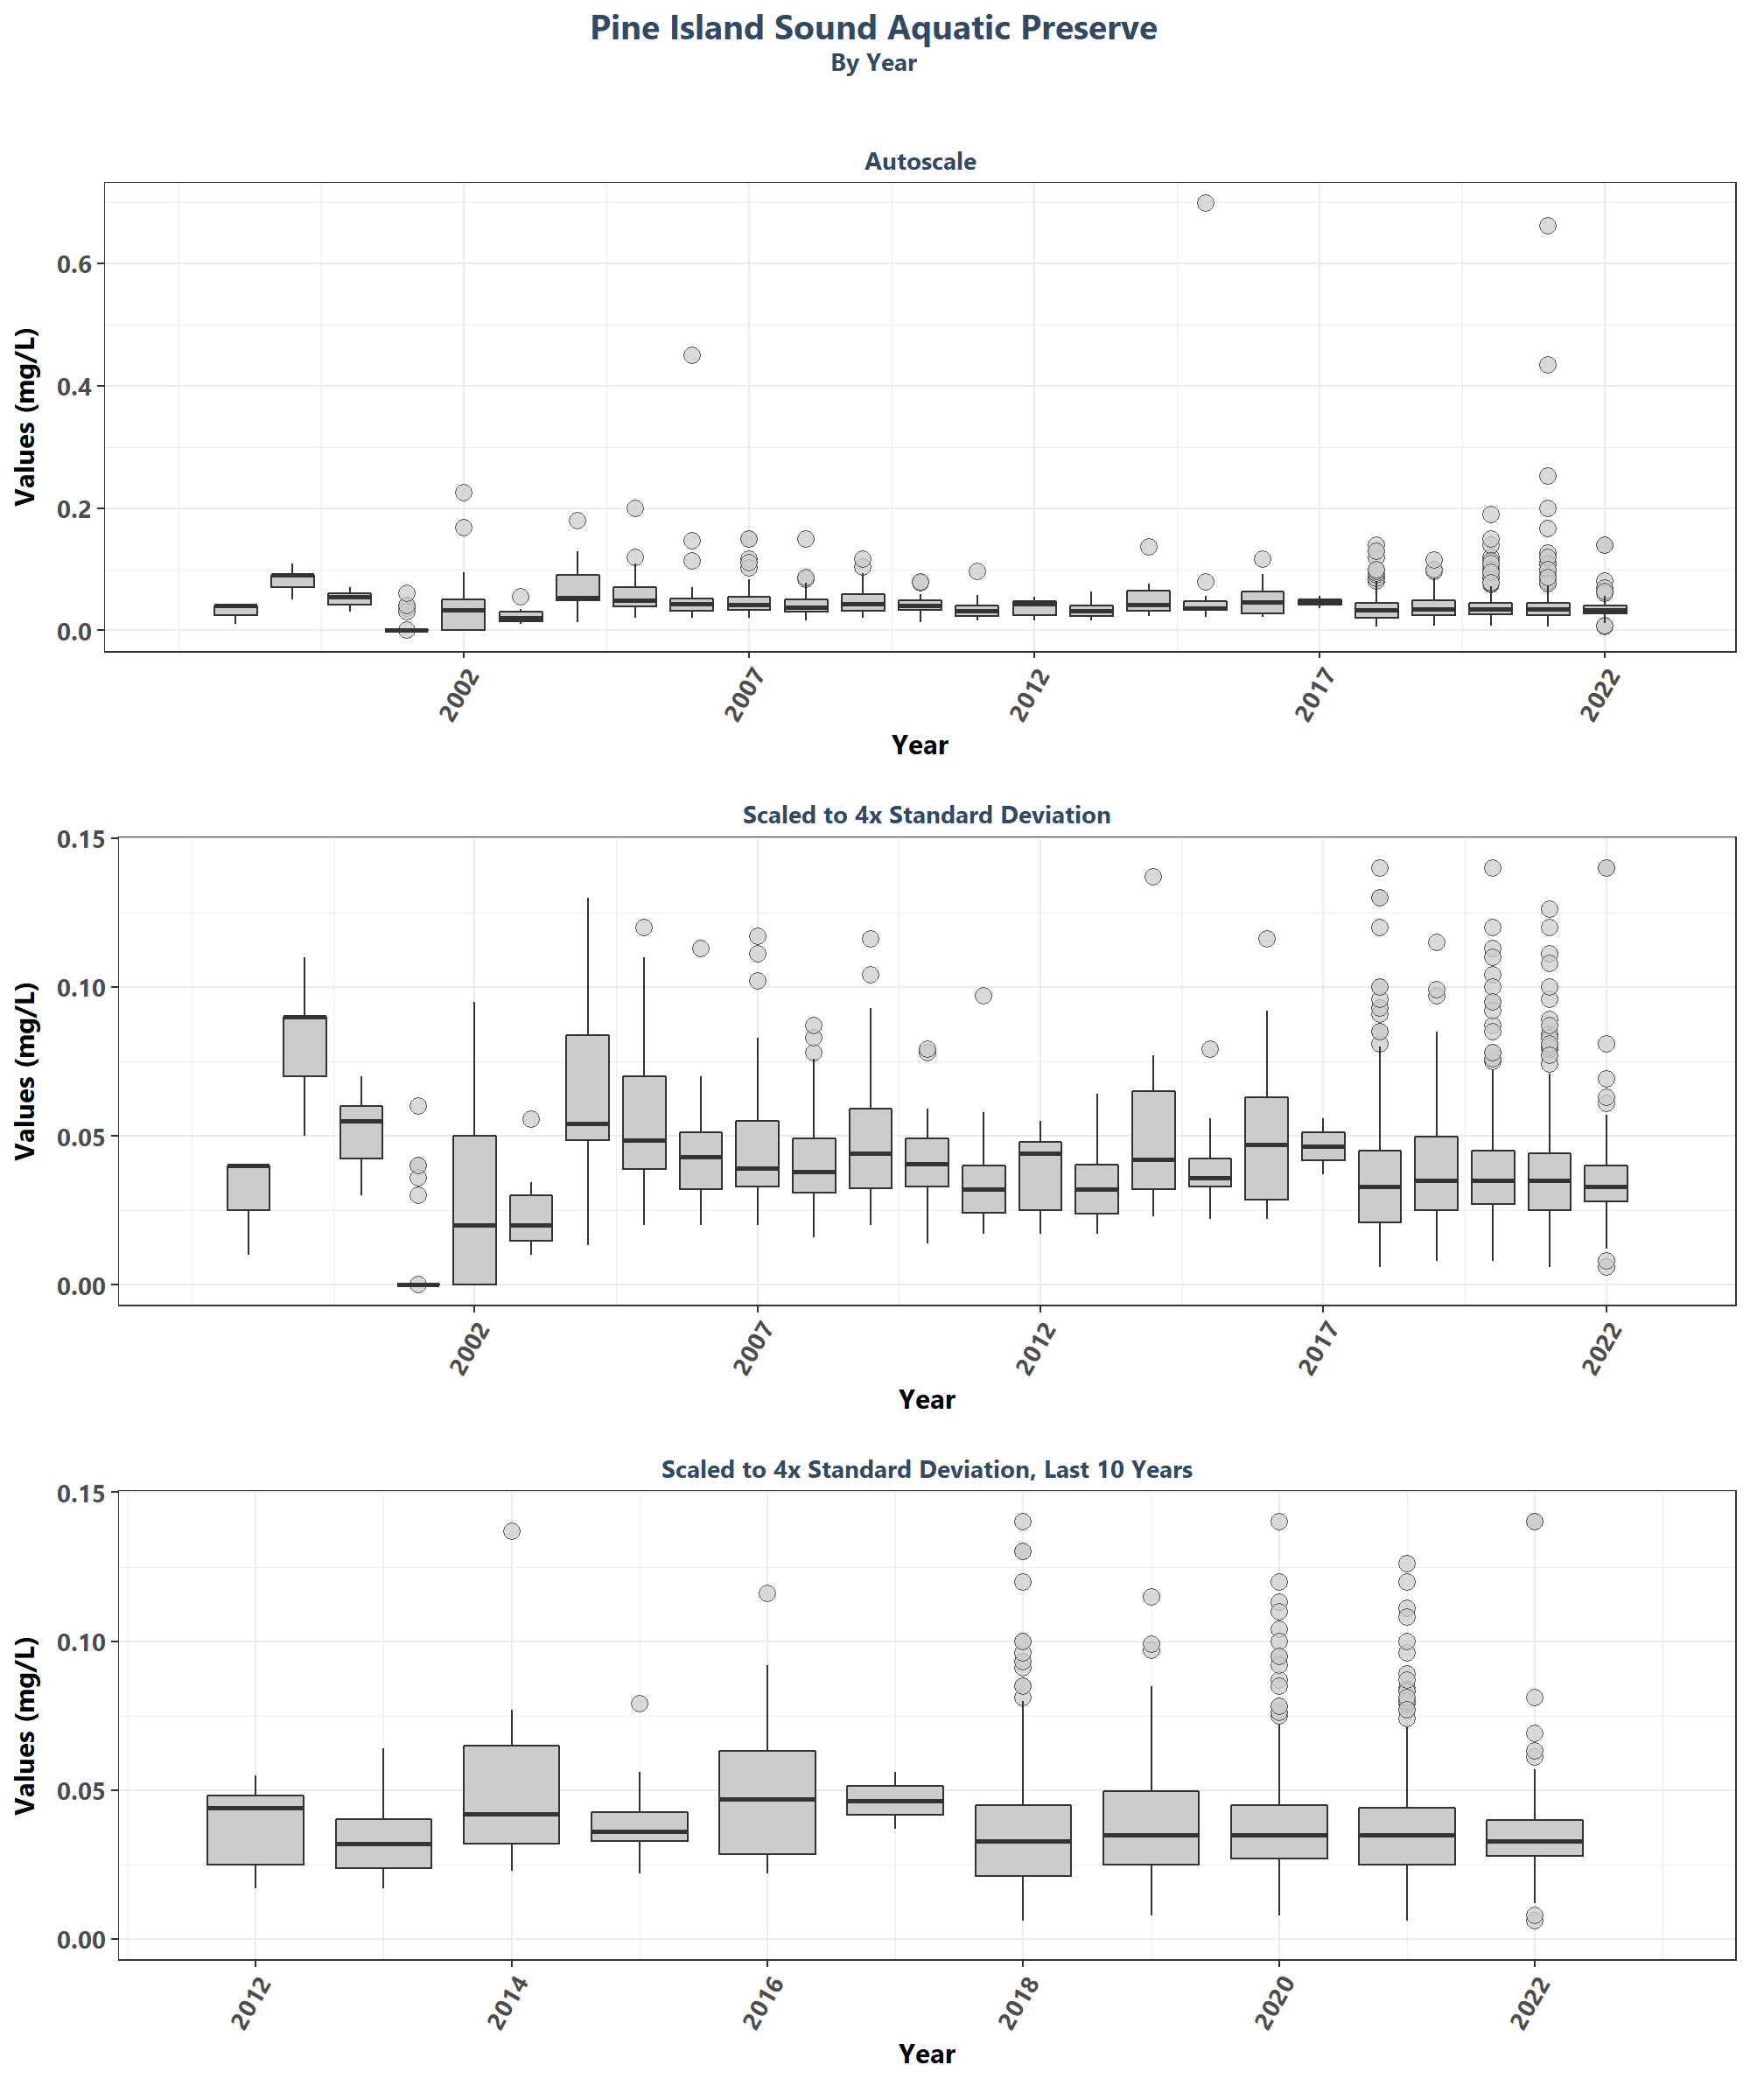 Pine Island Sound Aquatic Preserve
By Year
Autoscale
Values (mg/L)
0.6
0.4
0.2
0.0
2002 2007 2012 2017 2022
Year
Scaled to 4x Standard Deviation
Values (mg/L)
0.15
0.10
0.05
0.00
2002 2007 2012 2017 2022
Year
Scaled to 4x Standard Deviation, Last 10 Years
Values (mg/L)
0.15
0.10
0.05
0.00
2012 2014 2016 2018 2020 2022
Year